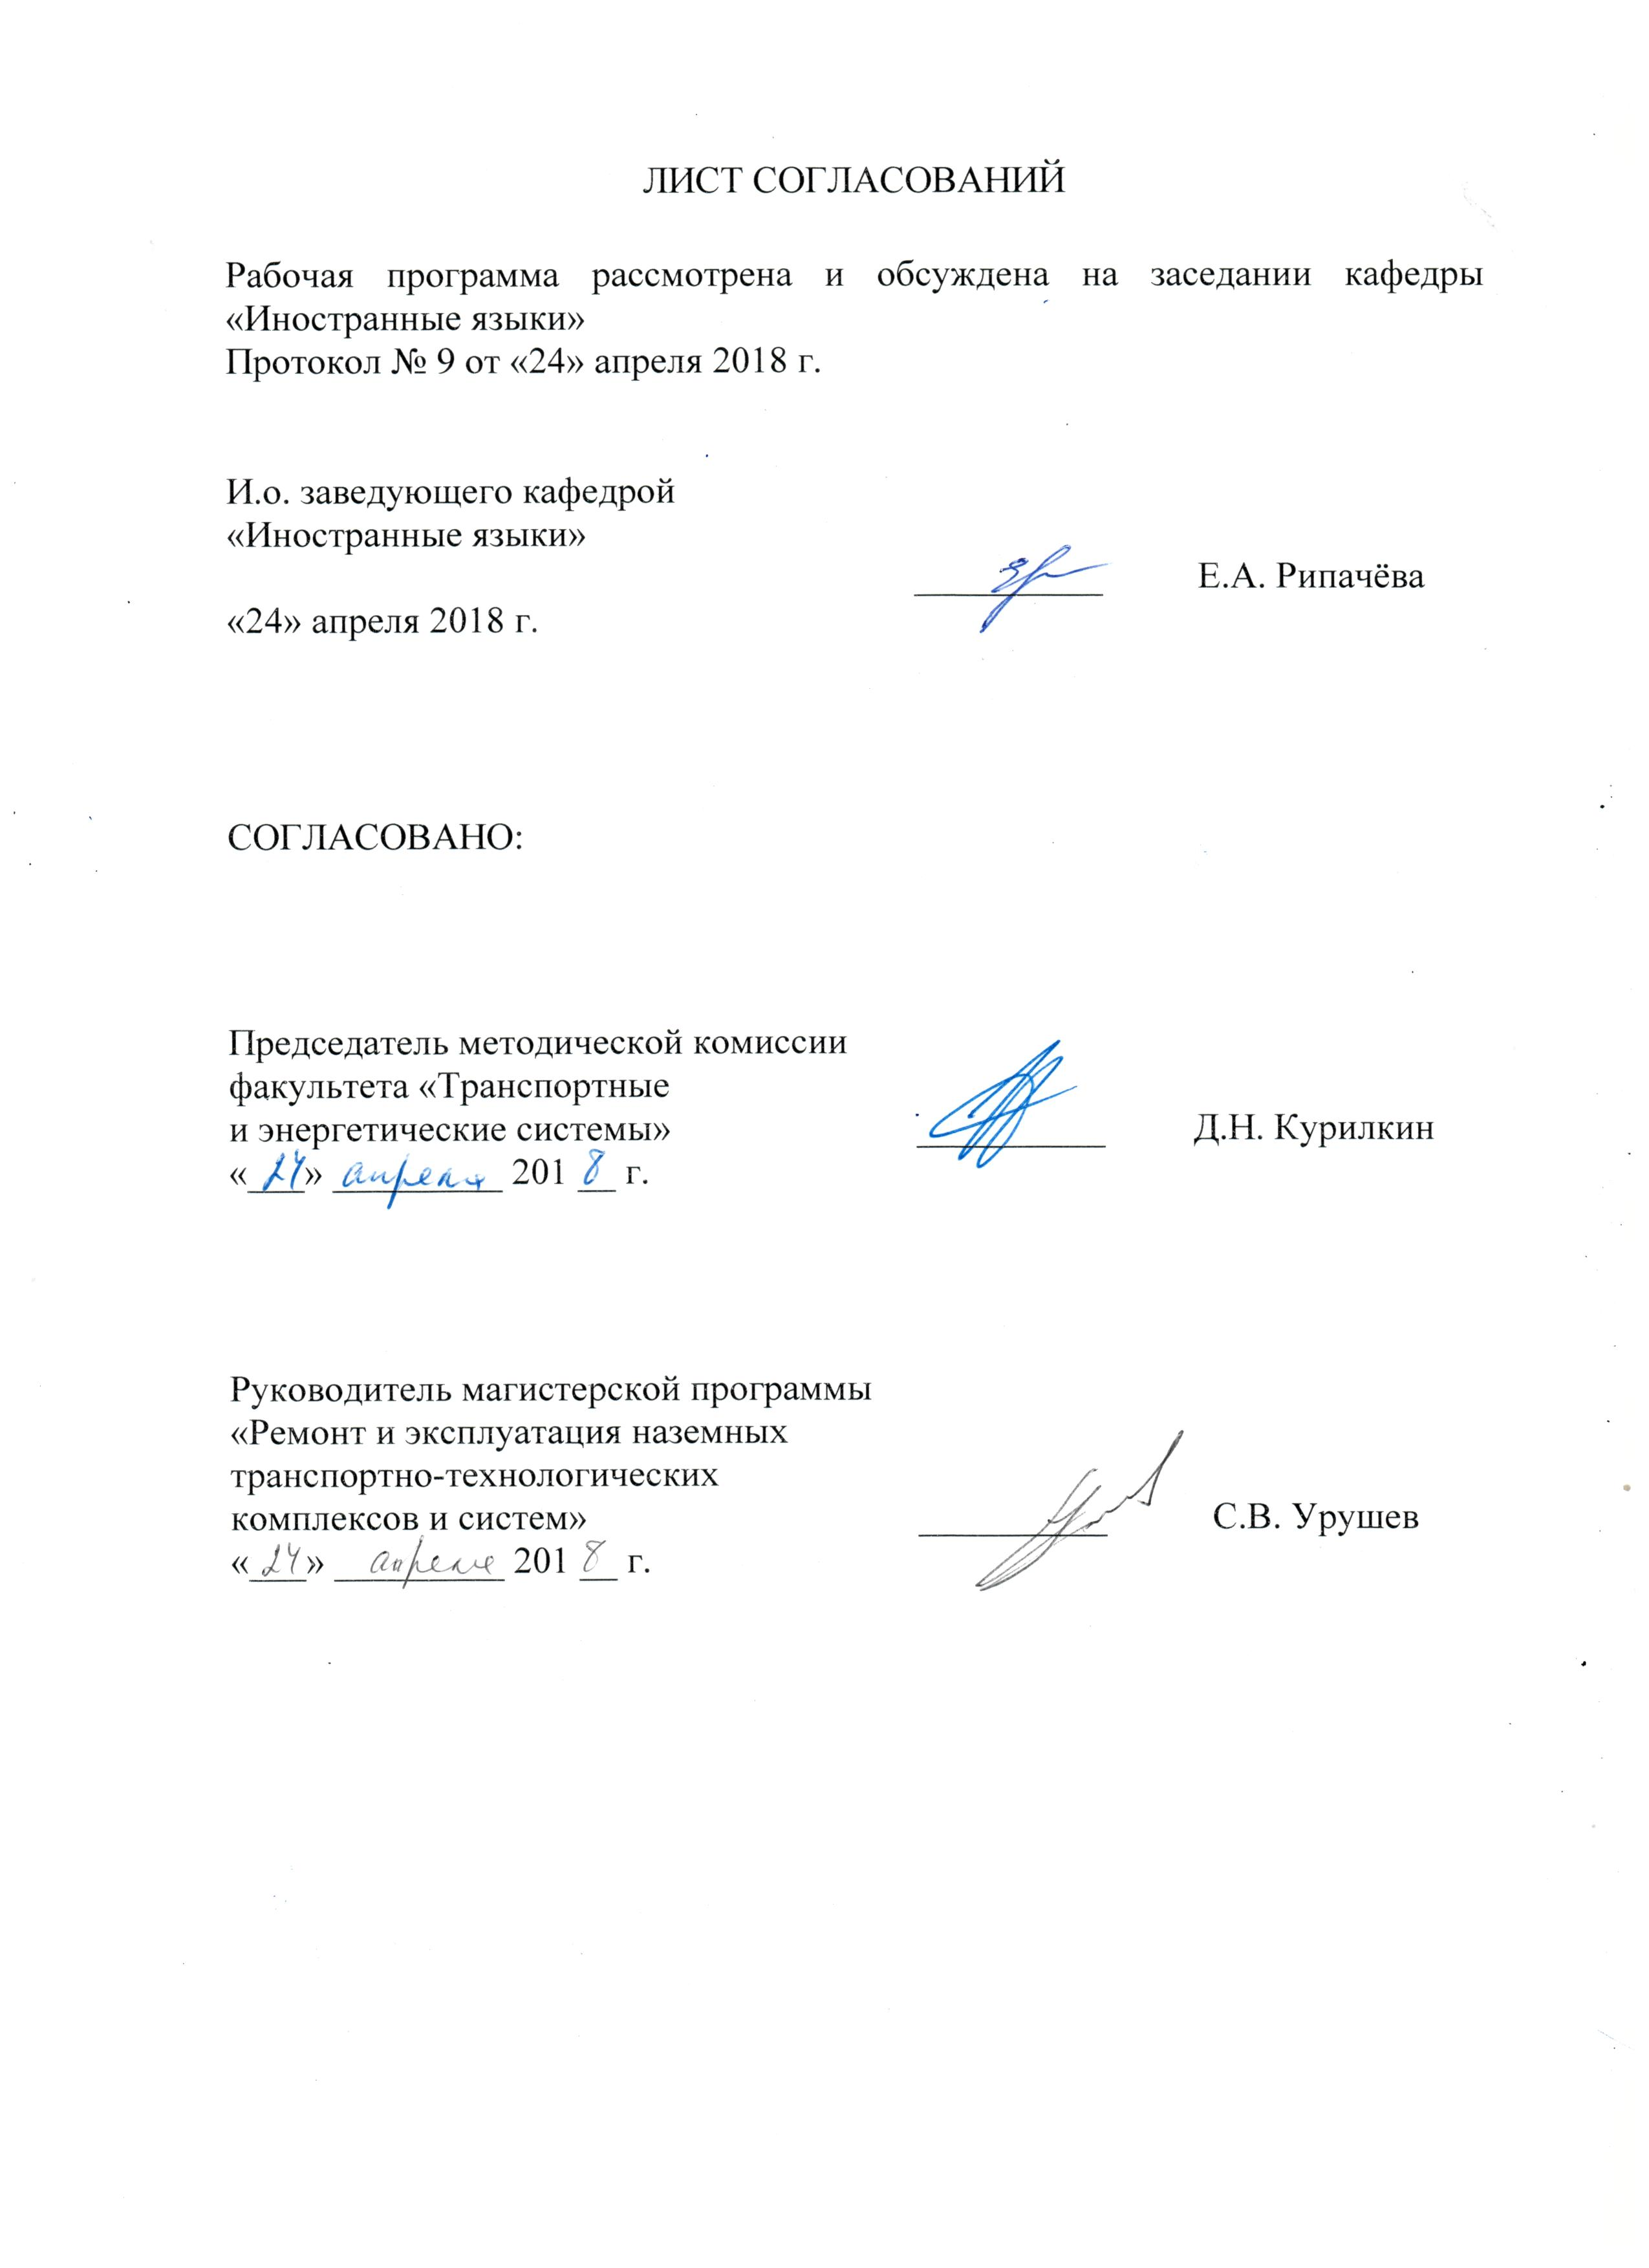 ЛИСТ СОГЛАСОВАНИЙ
Рабочая программа рассмотрена и обсуждена на заседании кафедры
«Иностранные языки»
Протокол № 9 от «24» апреля 2018 г.
И.о. заведующего кафедрой
«Иностранные языки»
Е.А. Рипачёва
«24» апреля 2018 г.
СОГЛАСОВАНО:
Председатель методической комиссии
факультета «Транспортные
и энергетические системы» Д.Н. Курилкин
«24» апреля 2018 г.
Руководитель магистерской программы
«Ремонт и эксплуатация наземных
транспортно-технологических
комплексов и систем» С.В. Урушев
«24» апреля 2018 г.